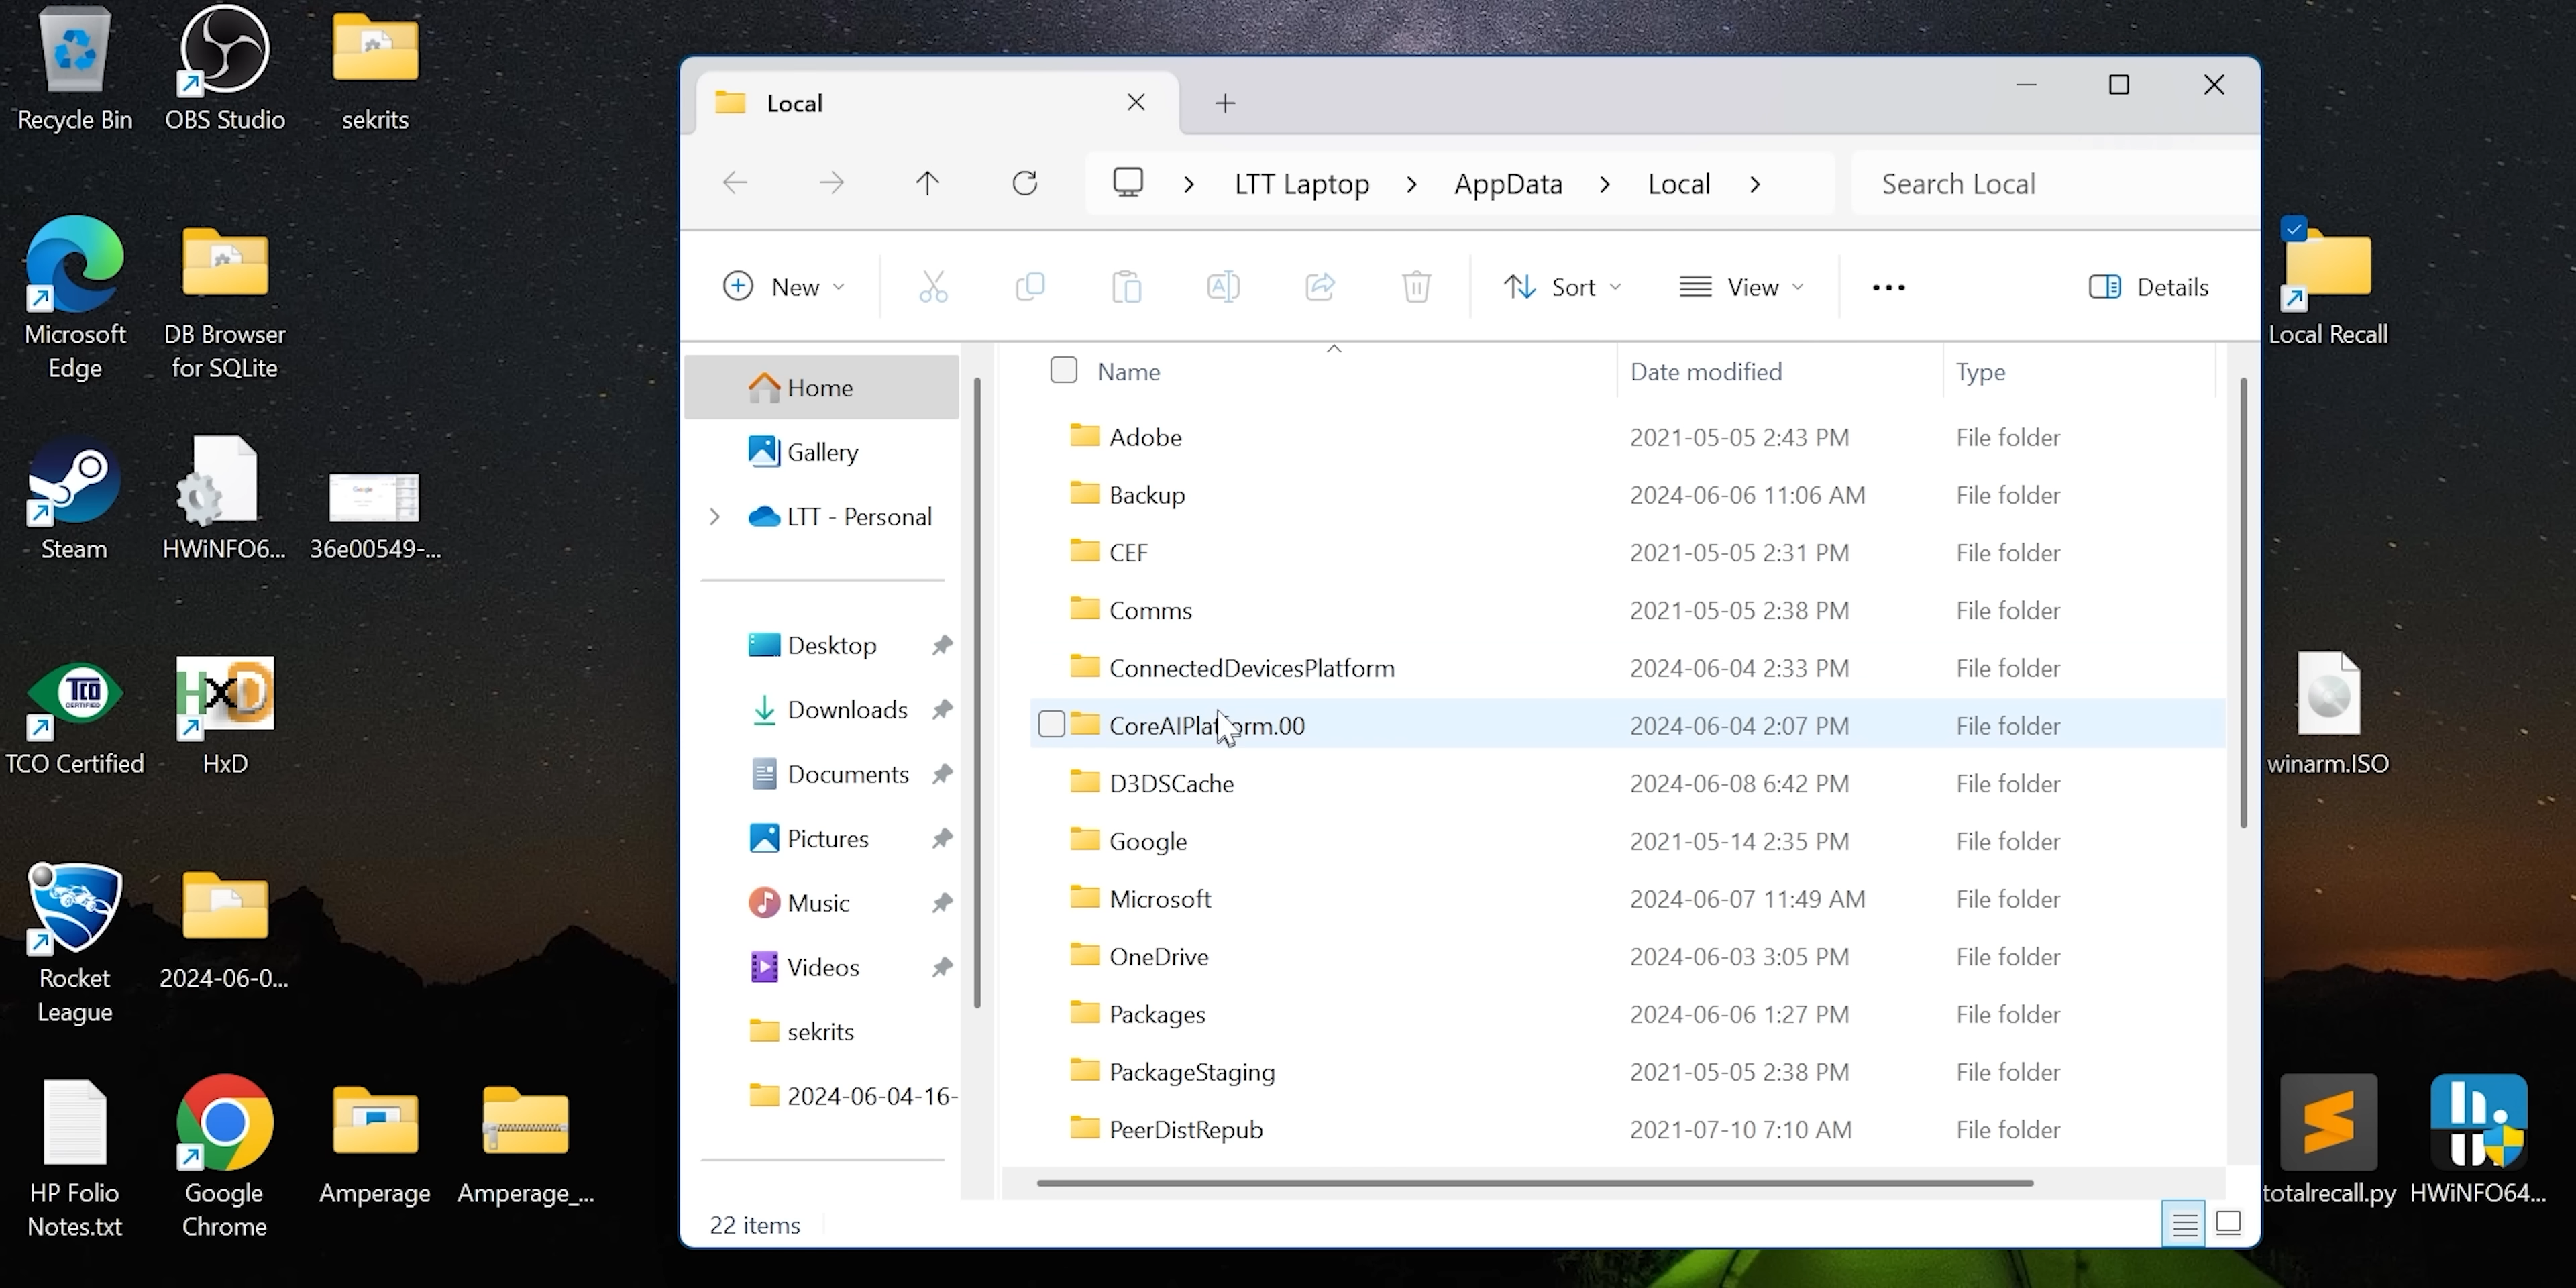 Recycle Bin
OBS Studio
sekrits
Microsoft
Edge
DB Browser
for SQLite
Steam
HWiNFO6...
Google
36e00549-...
TCO
CERTIFIED
TCO Certified
HxD
HxD
Rocket
League
2024-06-0...
HP Folio
Notes.txt
Google
Chrome
Amperage
Amperage_...
Local
LTT Laptop
AppData
Local
Search Local
New
Sort
View
Details
Home
Gallery
LTT - Personal
Desktop
Downloads
Documents
Pictures
Music
Videos
sekrits
2024-06-04-16-
Name Date modified Type
Adobe 2021-05-05 2:43 PM File folder
Backup 2024-06-06 11:06 AM File folder
CEF 2021-05-05 2:31 PM File folder
Comms 2021-05-05 2:38 PM File folder
ConnectedDevicesPlatform 2024-06-04 2:33 PM File folder
CoreAIPlatform.00 2024-06-04 2:07 PM File folder
D3DSCache 2024-06-08 6:42 PM File folder
Google 2021-05-14 2:35 PM File folder
Microsoft 2024-06-07 11:49 AM File folder
OneDrive 2024-06-03 3:05 PM File folder
Packages 2024-06-06 1:27 PM File folder
PackageStaging 2021-05-05 2:38 PM File folder
PeerDistRepub 2021-07-10 7:10 AM File folder
22 items
Local Recall
winarm.ISO
totalrecall.py
HWiNFO64...